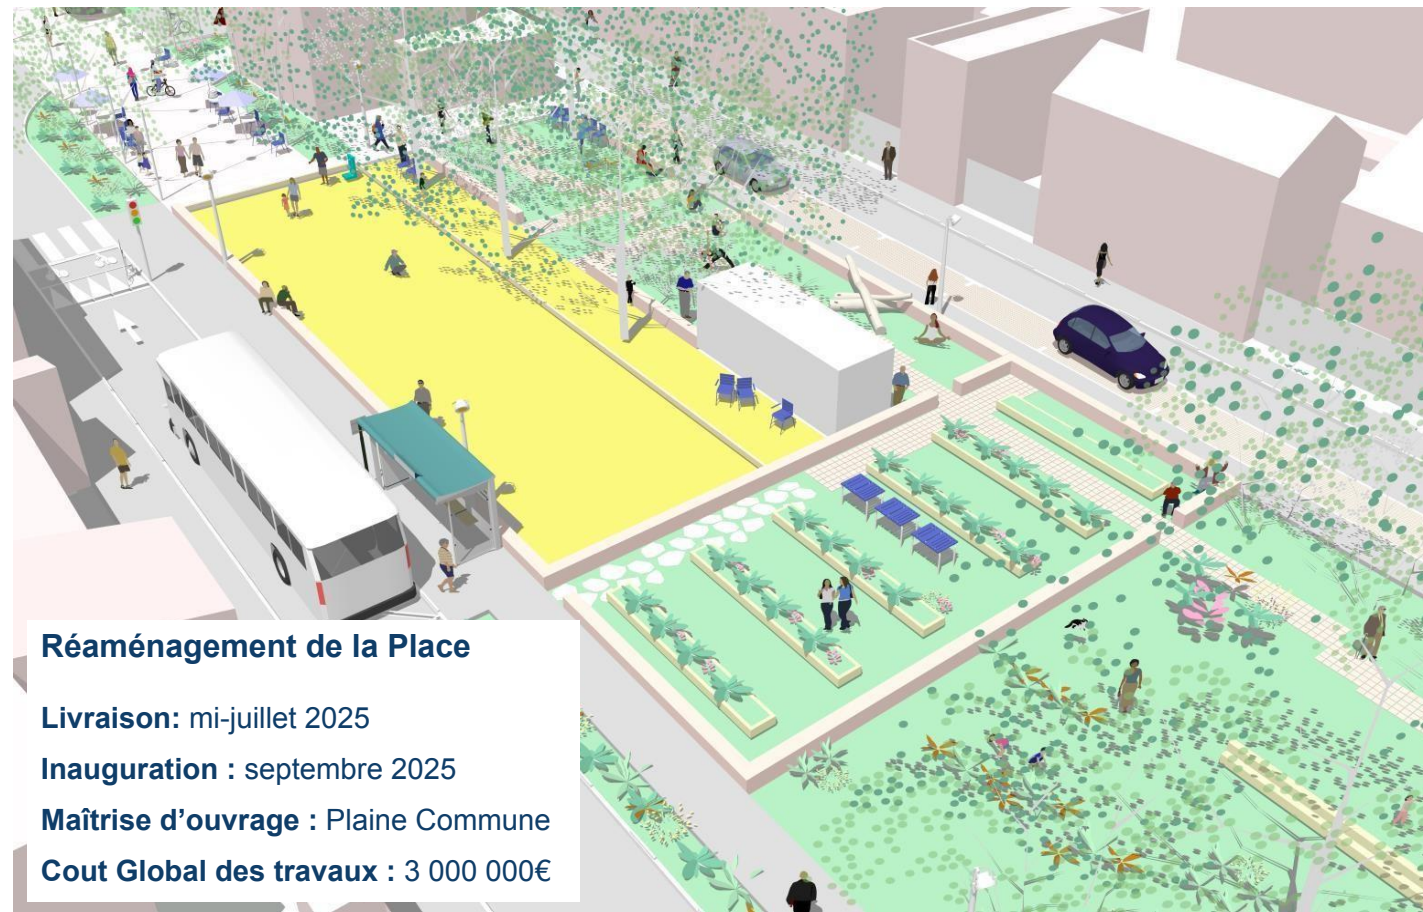 Réaménagement de la Place
Livraison: mi-juillet 2025
Inauguration : septembre 2025
Maîtrise d’ouvrage : Plaine Commune
Cout Global des travaux : 3 000 000€